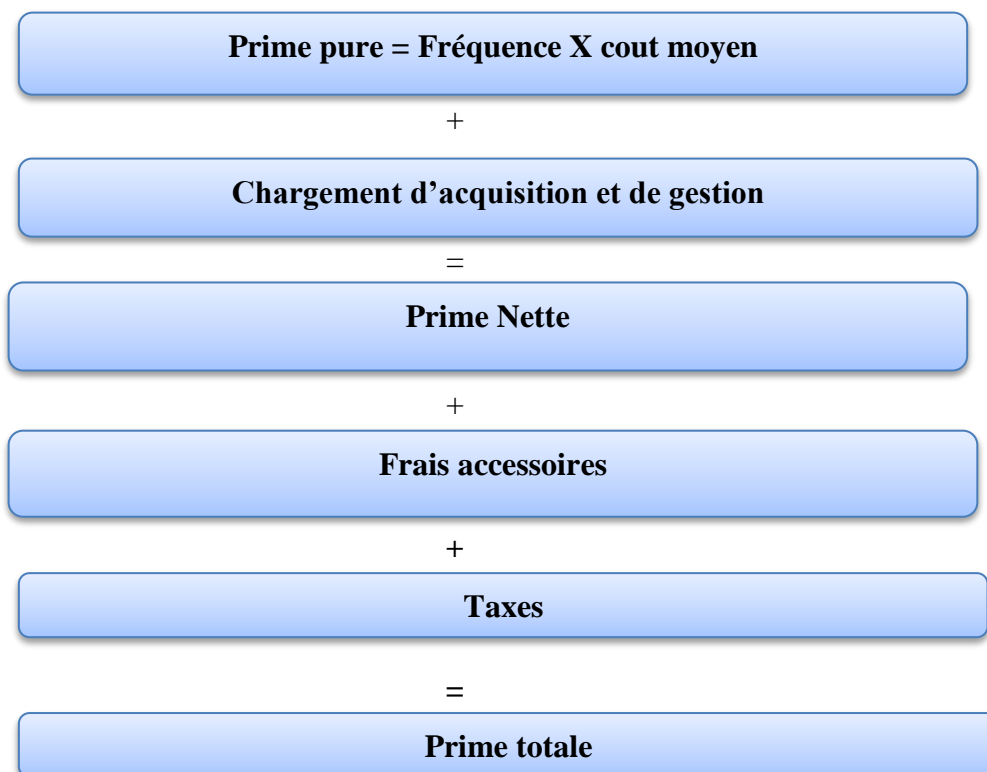 Prime pure = Fréquence X cout moyen
+
Chargement d’acquisition et de gestion
=
Prime Nette
+
Frais accessoires
+
Taxes
=
Prime totale